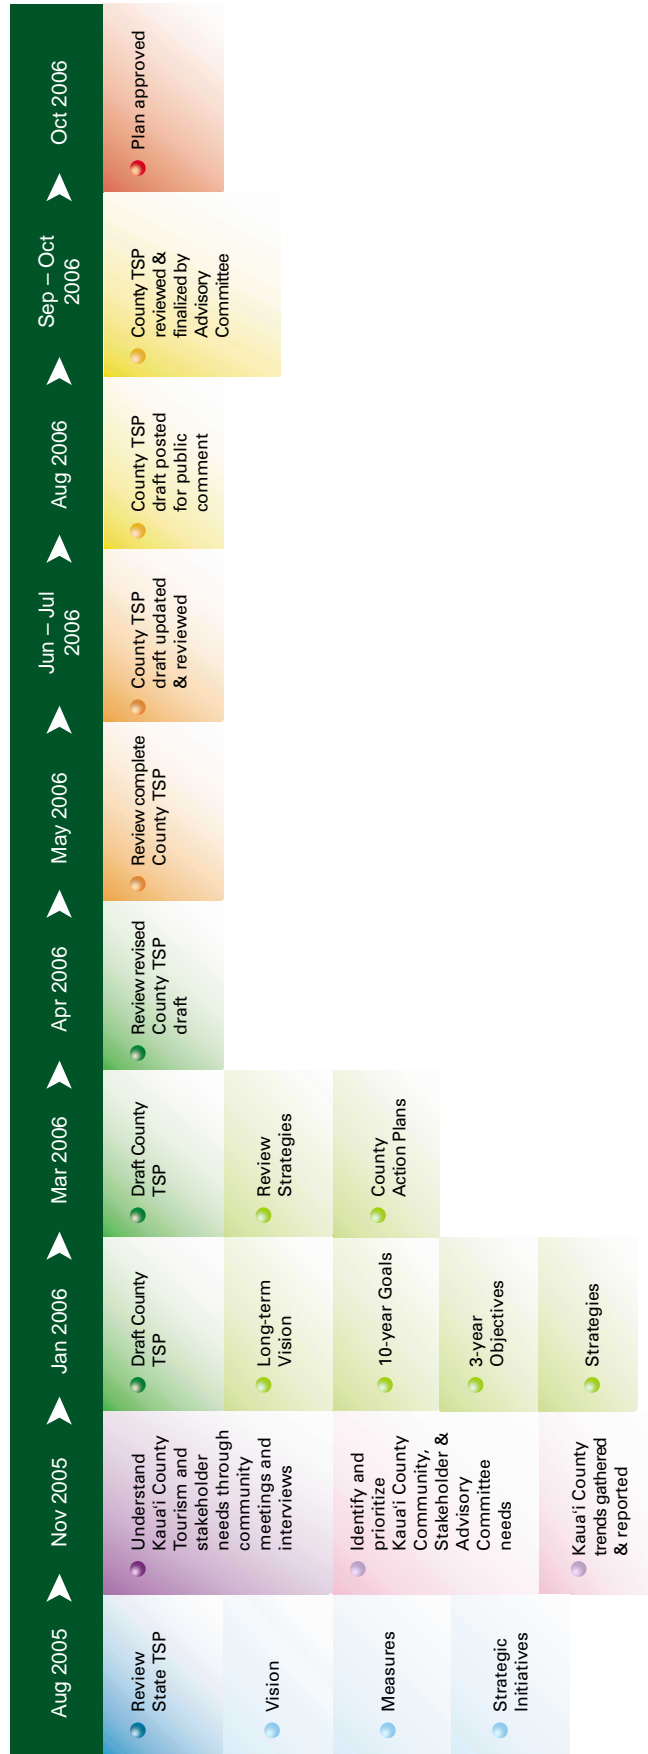 Aug 2005
Nov 2005
Jan 2006
Mar 2006
Apr 2006
May 2006
Jun – Jul
2006
Aug 2006
Sep – Oct
2006
Oct 2006
Review
State TSP
Vision
Measures
Strategic
Initiatives
Understand
Kaua‘i County
Tourism and
stakeholder
needs through
community
meetings and
interviews
Identify and
prioritize
Kaua‘i County
Community,
Stakeholder &
Advisory
Committee
needs
Kaua‘i County
trends gathered
& reported
Draft County
TSP
Long-term
Vision
10-year Goals
3-year
Objectives
Strategies
Draft County
TSP
Review
Strategies
County
Action Plans
Review revised
County TSP
draft
Review complete
County TSP
County TSP
draft updated
& reviewed
County TSP
draft posted
for public
comment
County TSP
reviewed &
finalized by
Advisory
Committee
Plan approved